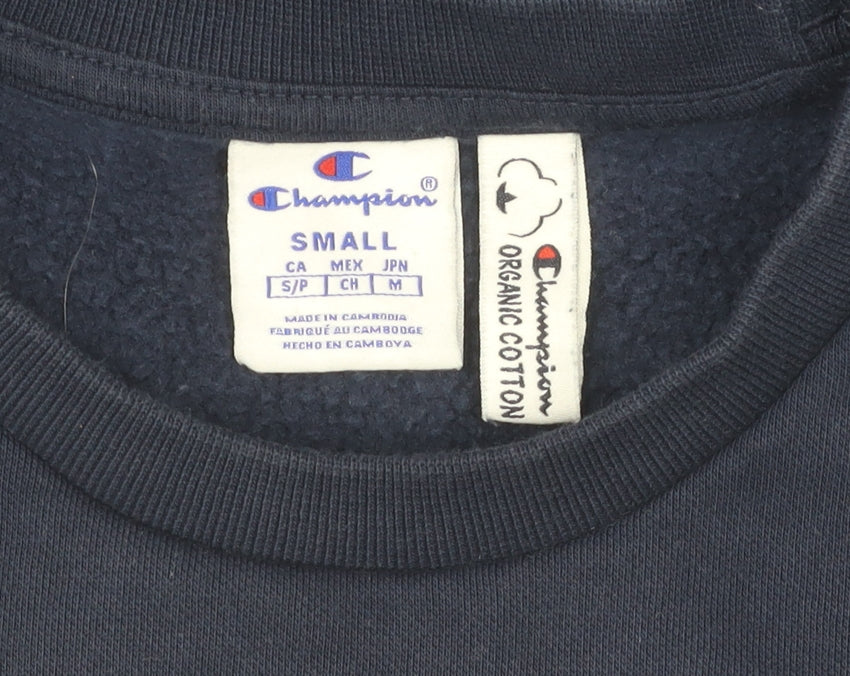 Champion®
SMALL
CA MEX JPN
S/P CH M
MADE IN CAMBODIA
FABRIQUÉ AU CAMBODGE
HECHO EN CAMBOYA
Champion
ORGANIC COTTON